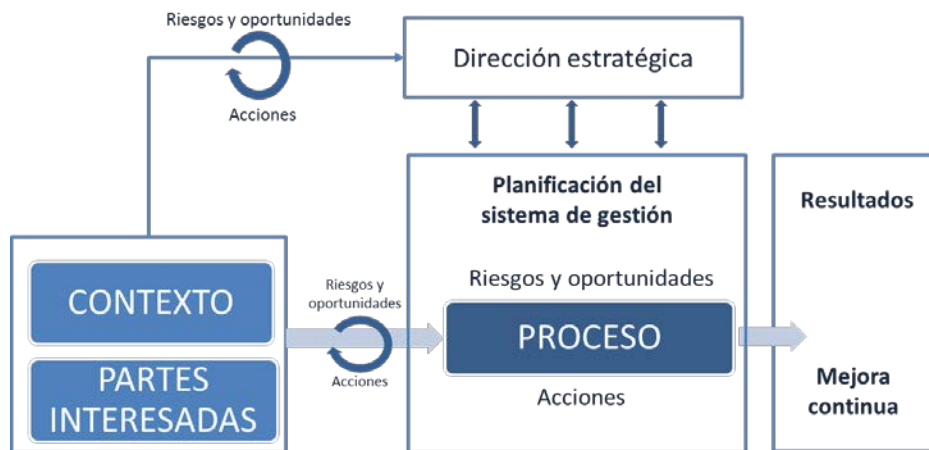 Riesgos y oportunidades
Acciones
Dirección estratégica
CONTEXTO
PARTES
INTERESADAS
Riesgos y
oportunidades
Acciones
Planificación del
sistema de gestión
Riesgos y oportunidades
PROCESO
Acciones
Resultados
Mejora
continua